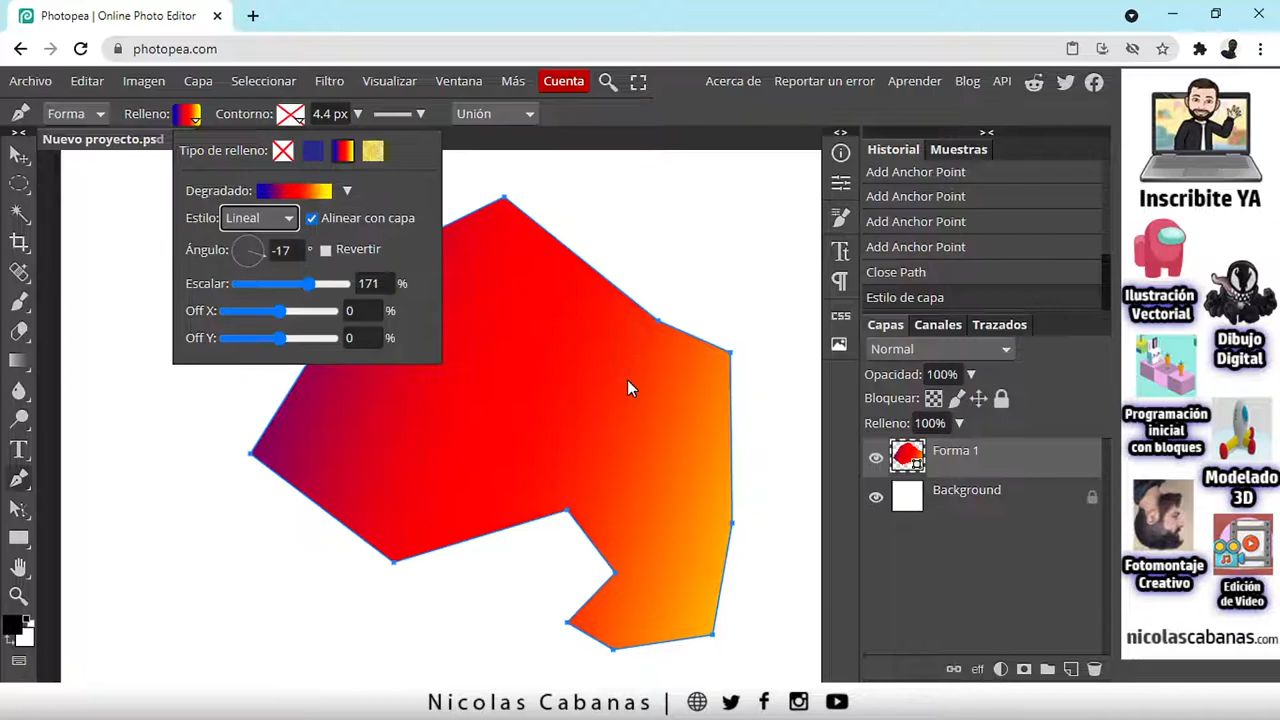 Photopea | Online Photo Editor
photopea.com
Archivo Editar Imagen Capa Seleccionar Filtro Visualizar Ventana Más Cuenta Acerca de Reportar un error Aprender Blog API
Forma Relleno: Contorno: 4.4 px Unión
Nuevo proyecto.psd
Tipo de relleno:
Degradado:
Estilo: Lineal Alinear con capa
Ángulo: -17 ° Revertir
Escalar: 171 %
Off X: 0 %
Off Y: 0 %
Historial Muestras
Add Anchor Point
Add Anchor Point
Add Anchor Point
Add Anchor Point
Close Path
Estilo de capa
Capas Canales Trazados
Normal
Opacidad: 100%
Bloquear:
Relleno: 100%
Forma 1
Background
CSS
eff
Inscribite YA
Ilustración
Vectorial
Dibujo
Digital
Programación
inicial
con bloques
Modelado
3D
Fotomontaje
Creativo
Edición
de Video
nicolascabanas.com
Nicolas Cabanas |